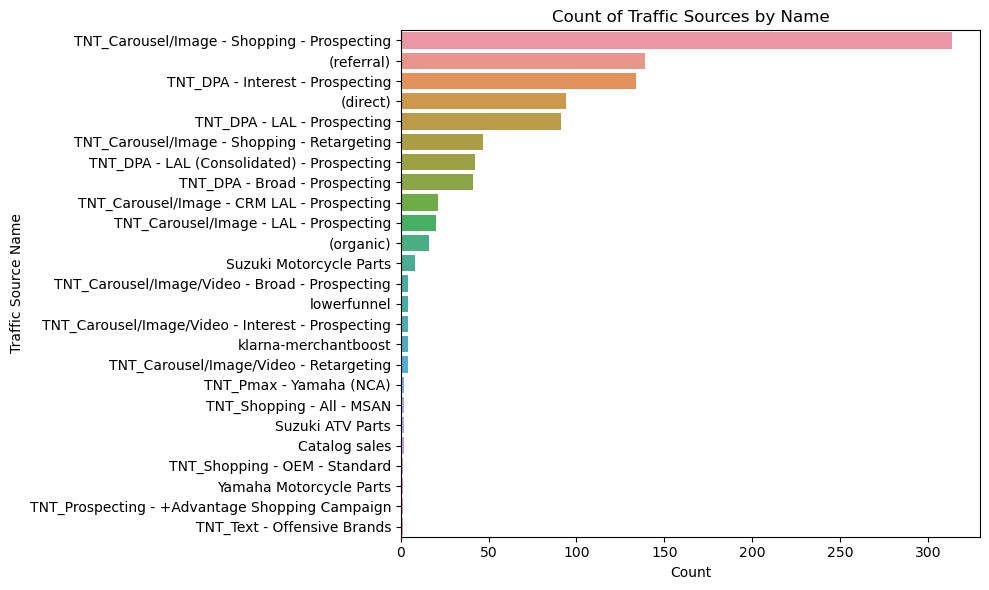 Count of Traffic Sources by Name
Traffic Source Name
TNT_Carousel/Image - Shopping - Prospecting
(referral)
TNT_DPA - Interest - Prospecting
(direct)
TNT_DPA - LAL - Prospecting
TNT_Carousel/Image - Shopping - Retargeting
TNT_DPA - LAL (Consolidated) - Prospecting
TNT_DPA - Broad - Prospecting
TNT_Carousel/Image - CRM LAL - Prospecting
TNT_Carousel/Image - LAL - Prospecting
(organic)
Suzuki Motorcycle Parts
TNT_Carousel/Image/Video - Broad - Prospecting
lowerfunnel
TNT_Carousel/Image/Video - Interest - Prospecting
klarna-merchantboost
TNT_Carousel/Image/Video - Retargeting
TNT_Pmax - Yamaha (NCA)
TNT_Shopping - All - MSAN
Suzuki ATV Parts
Catalog sales
TNT_Shopping - OEM - Standard
Yamaha Motorcycle Parts
TNT_Prospecting - +Advantage Shopping Campaign
TNT_Text - Offensive Brands
0 50 100 150 200 250 300
Count